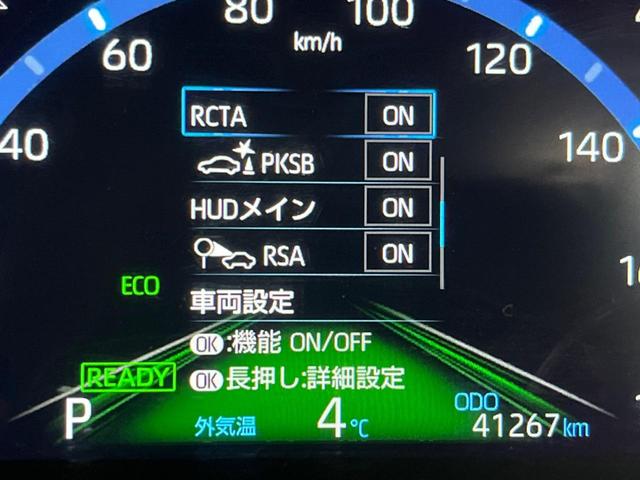 80 100
60 km/h 120
40 140
RCTA ON
PKSB ON
HUDメイン ON
RSA ON
ECO
車両設定
OK:機能 ON/OFF
READY
OK長押し:詳細設定
P 外気温 4℃ ODO 41267km